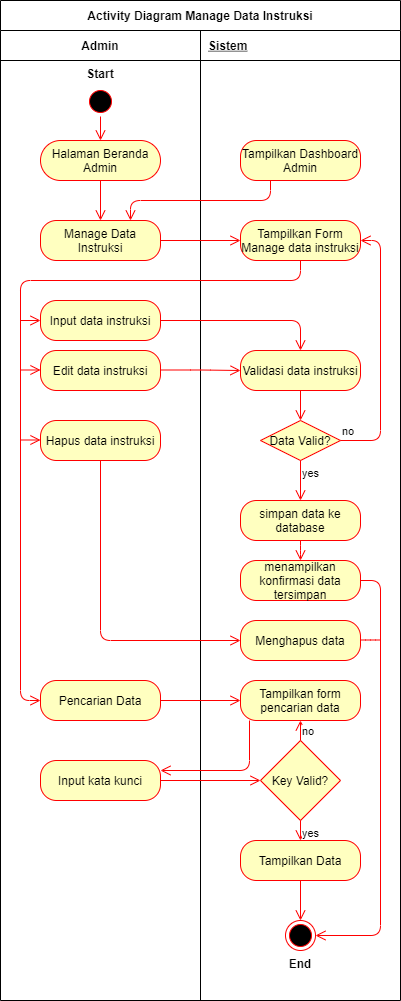 Activity Diagram Manage Data Instruksi
Admin
Sistem
Start
Halaman Beranda
Admin
Tampilkan Dashboard
Admin
Manage Data
Instruksi
Tampilkan Form
Manage data instruksi
Input data instruksi
Edit data instruksi
Validasi data instruksi
Hapus data instruksi
Data Valid?
no
yes
simpan data ke
database
menampilkan
konfirmasi data
tersimpan
Menghapus data
Pencarian Data
Tampilkan form
pencarian data
no
Input kata kunci
Key Valid?
yes
Tampilkan Data
End